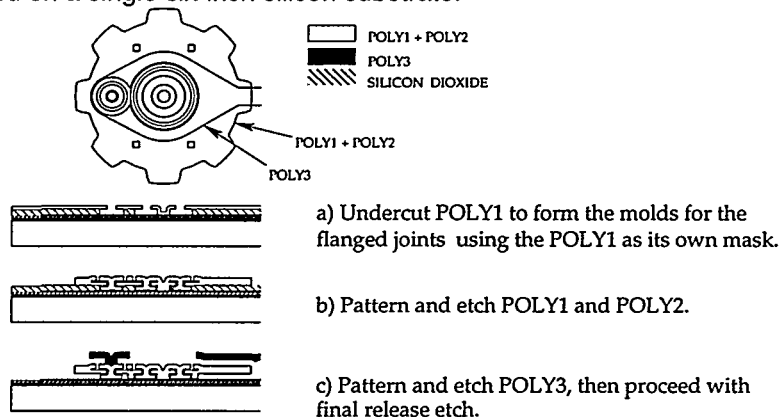 POLY1 + POLY2
POLY3
SILICON DIOXIDE
POLY1 + POLY2
POLY3
a) Undercut POLY1 to form the molds for the
flanged joints using the POLY1 as its own mask.
b) Pattern and etch POLY1 and POLY2.
c) Pattern and etch POLY3, then proceed with
final release etch.